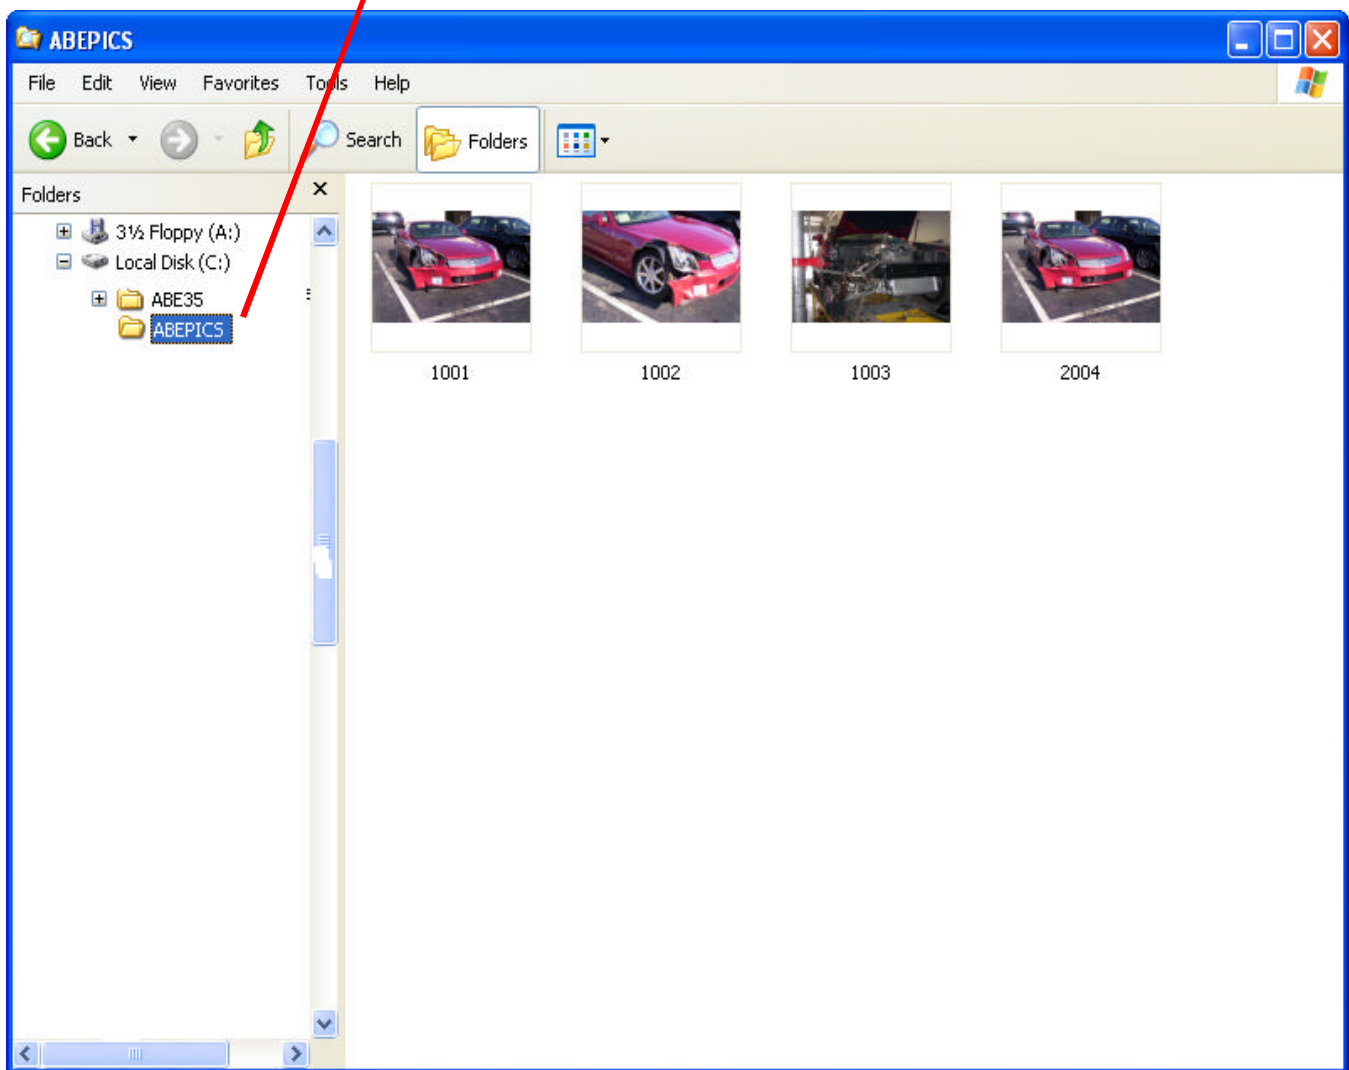 ABEPICS
File Edit View Favorites Tools Help
Back Search Folders
Folders
3½ Floppy (A:)
Local Disk (C:)
ABE35
ABEPICS
1001 1002 1003 2004